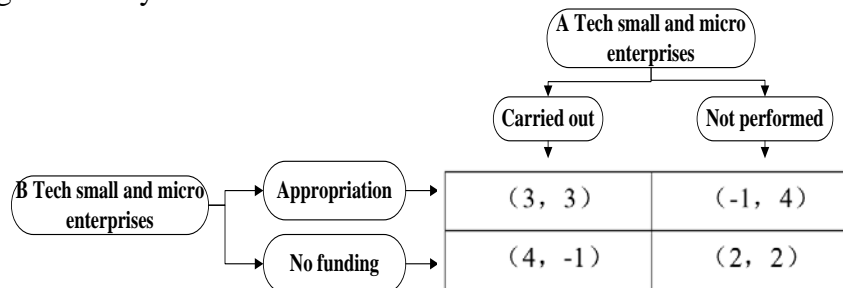 A Tech small and micro
enterprises
Carried out
Not performed
B Tech small and micro
enterprises
Appropriation
(3, 3)
(-1, 4)
No funding
(4, -1)
(2, 2)